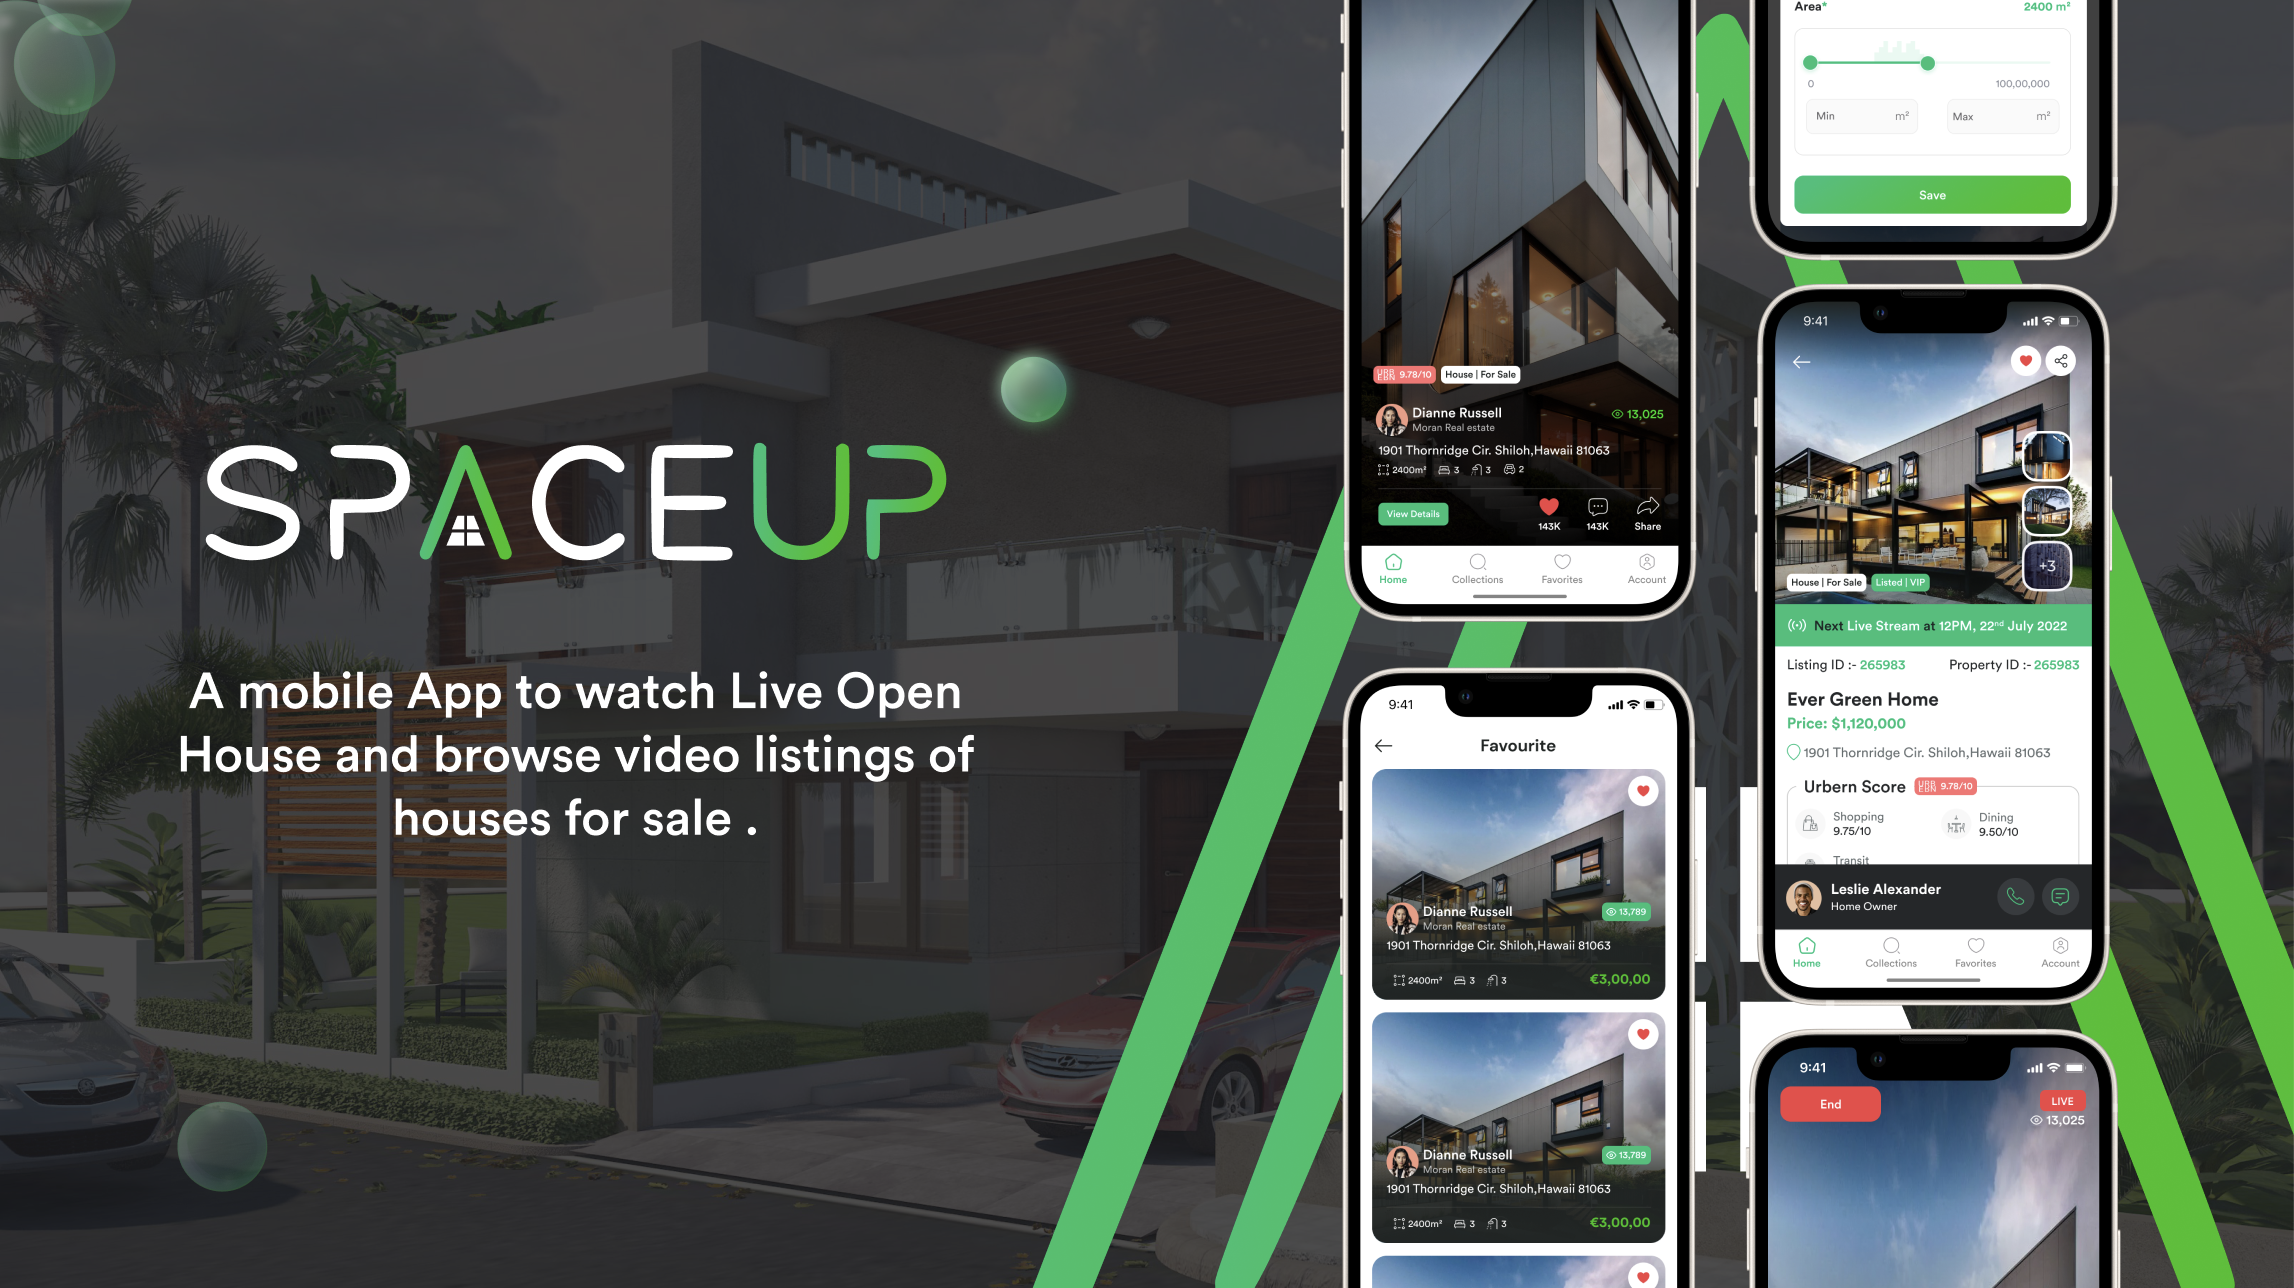 SPACEUP
A mobile App to watch Live Open
House and browse video listings of
houses for sale .
URB
ERN 9.78/10
House | For Sale
Dianne Russell
Moran Real estate
13,025
1901 Thornridge Cir. Shiloh,Hawaii 81063
2400m² 3 3 2
View Details
143K
143K
Share
Home
Collections
Favorites
Account
9:41
Favourite
Dianne Russell
Moran Real estate
13,789
1901 Thornridge Cir. Shiloh,Hawaii 81063
2400m² 3 3
€3,00,00
Dianne Russell
Moran Real estate
13,789
1901 Thornridge Cir. Shiloh,Hawaii 81063
2400m² 3 3
€3,00,00
Area*
2400 m²
0
100,00,000
Min m²
Max m²
Save
9:41
+3
House | For Sale
Listed | VIP
Next Live Stream at 12PM, 22nd July 2022
Listing ID :- 265983
Property ID :- 265983
Ever Green Home
Price: $1,120,000
1901 Thornridge Cir. Shiloh,Hawaii 81063
Urbern Score
9.78/10
Shopping
9.75/10
Dining
9.50/10
Transit
Leslie Alexander
Home Owner
Home
Collections
Favorites
Account
9:41
End
LIVE
13,025